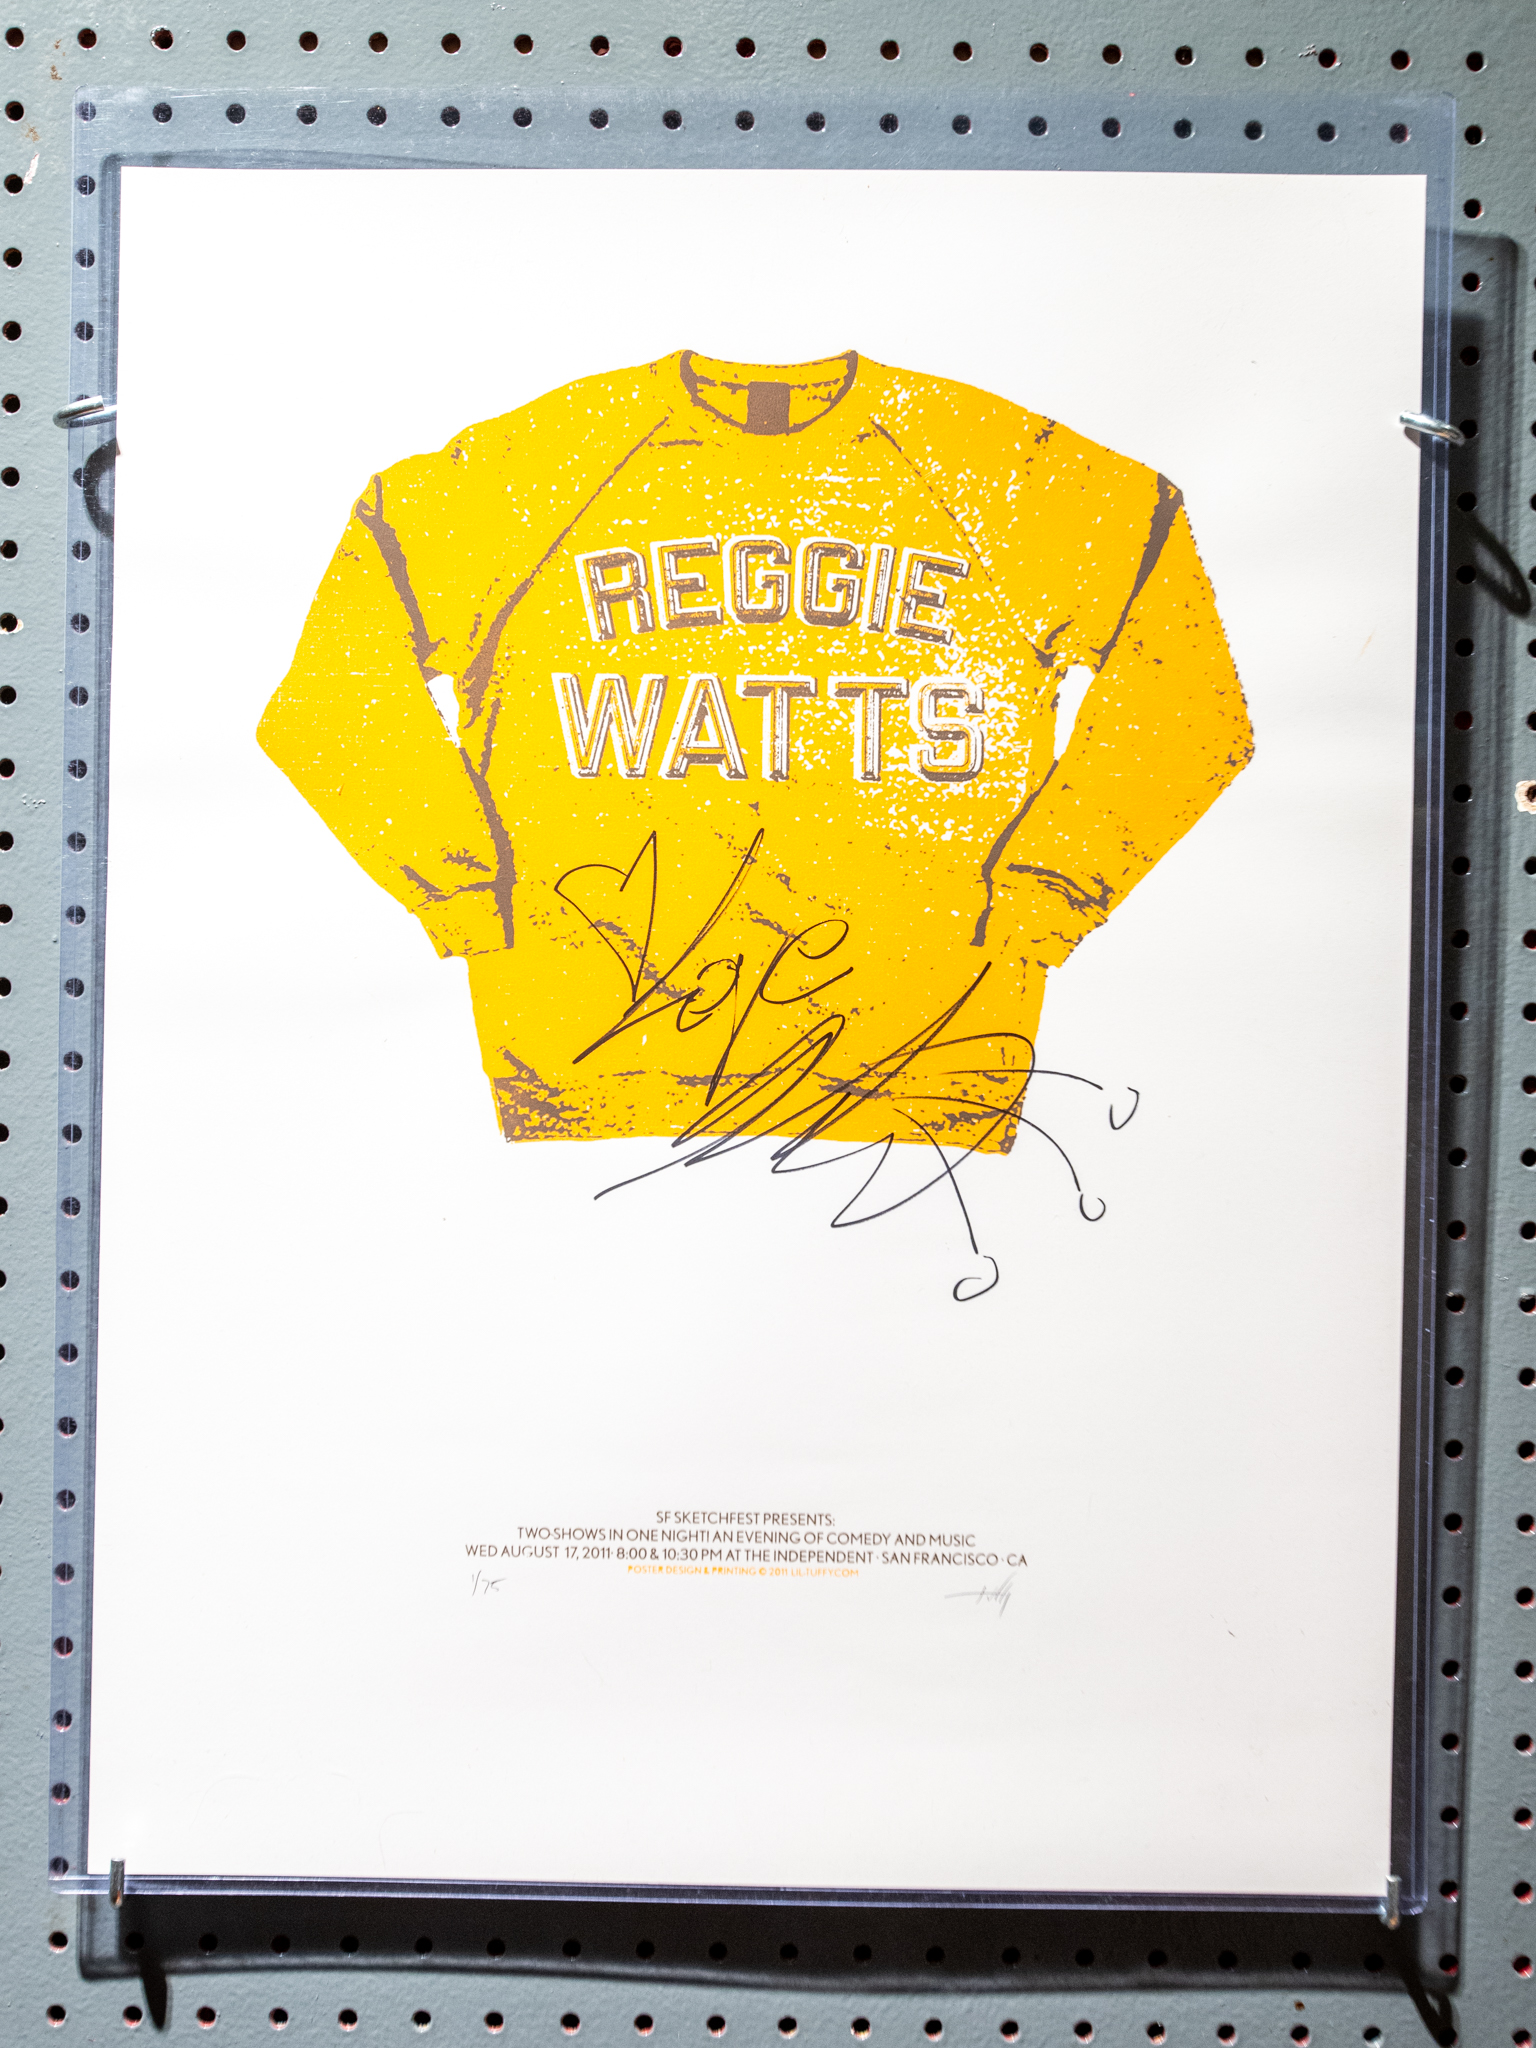 REGGIE
WATTS
Love
SF SKETCHFEST PRESENTS:
TWO SHOWS IN ONE NIGHT! AN EVENING OF COMEDY AND MUSIC
WED AUGUST 17, 2011· 8:00 & 10:30 PM AT THE INDEPENDENT · SAN FRANCISCO · CA
POSTER DESIGN & PRINTING © 2011 LIL-TUFFY.COM
1/75